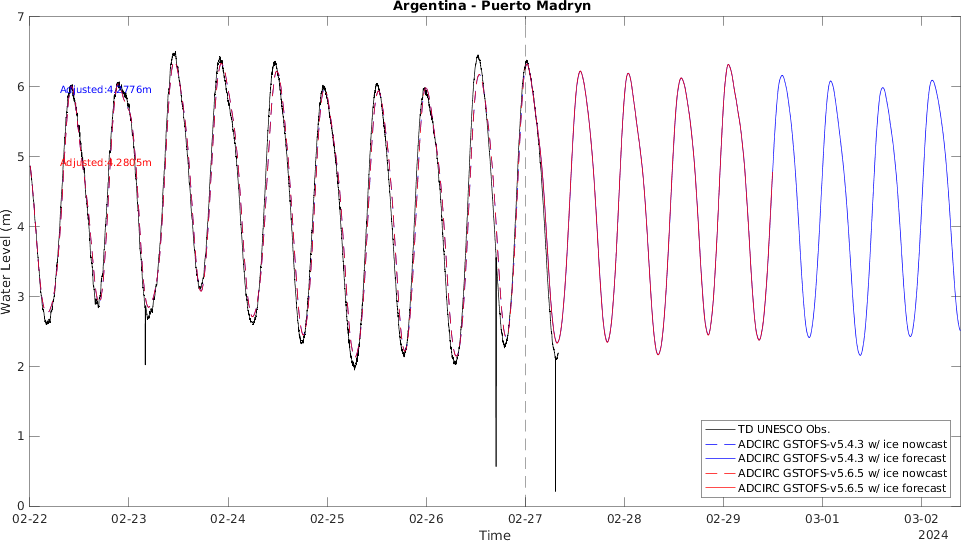 Argentina - Puerto Madryn
7
6
5
4
3
2
1
0
Water Level (m)
Adjusted:4.2776m
Adjusted:4.2805m
TD UNESCO Obs.
ADCIRC GSTOFS-v5.4.3 w/ ice nowcast
ADCIRC GSTOFS-v5.4.3 w/ ice forecast
ADCIRC GSTOFS-v5.6.5 w/ ice nowcast
ADCIRC GSTOFS-v5.6.5 w/ ice forecast
02-22 02-23 02-24 02-25 02-26 02-27 02-28 02-29 03-01 03-02
Time
2024